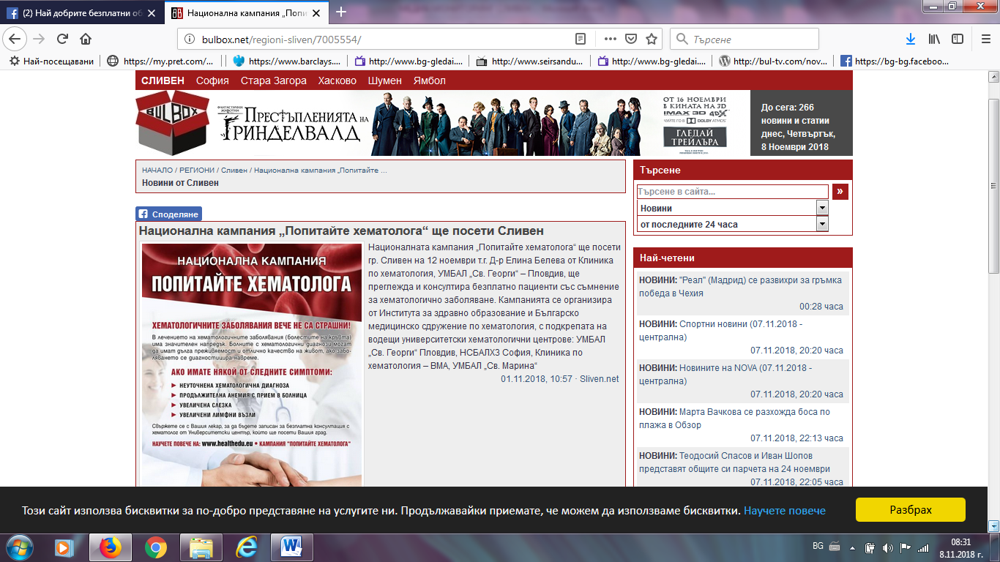 (2) Най добрите безплатни об
Национална кампания „Попи
bulbox.net/regioni-sliven/7005554/
Търсене
Най-посещавани
https://my.pret.com/...
https://www.barclays....
http://www.bg-gledai....
http://www.seirsandu...
http://www.bg-gledai....
http://bul-tv.com/nov...
https://bg-bg.faceboo...
СЛИВЕН София Стара Загора Хасково Шумен Ямбол
BULBOX
ФАНТАСТИЧНИ ЖИВОТНИ
ПРЕСТЪПЛЕНИЯТА НА
ГРИНДЕЛВАЛД
ОТ 16 НОЕМВРИ
В КИНАТА НА 3D
IMAX 3D 4DX
DOLBY ATMOS
ГЛЕДАЙ
ТРЕЙЛЪРА
До сега: 266
новини и статии
днес, Четвъртък,
8 Ноември 2018
НАЧАЛО / РЕГИОНИ / Сливен / Национална кампания „Попитайте ...
Новини от Сливен
Споделяне
Национална кампания „Попитайте хематолога“ ще посети Сливен
НАЦИОНАЛНА КАМПАНИЯ
ПОПИТАЙТЕ ХЕМАТОЛОГА
ХЕМАТОЛОГИЧНИТЕ ЗАБОЛЯВАНИЯ ВЕЧЕ НЕ СА СТРАШНИ!
В лечението на хематологичните заболявания (болестите на кръвта)
има значителен напредък. Болните с хематологични диагнози могат
да имат дълга преживяемост и отлично качество на живот, ако забо-
ляването се диагностицира навреме.
АКО ИМАТЕ НЯКОЙ ОТ СЛЕДНИТЕ СИМПТОМИ:
НЕУТОЧНЕНА ХЕМАТОЛОГИЧНА ДИАГНОЗА
ПРОДЪЛЖИТЕЛНА АНЕМИЯ С ПРИЕМ В БОЛНИЦА
УВЕЛИЧЕНА СЛЕЗКА
УВЕЛИЧЕНИ ЛИМФНИ ВЪЗЛИ
Свържете се с Вашия лекар, за да бъдете записан за безплатна консултация с
хематолог от Университетски център, който ще посети Вашия град.
НАУЧЕТЕ ПОВЕЧЕ НА: www.healthedu.eu • КАМПАНИЯ "ПОПИТАЙТЕ ХЕМАТОЛОГА"
Националната кампания „Попитайте хематолога“ ще посети
гр. Сливен на 12 ноември т.г. Д-р Елина Белева от Клиника
по хематология, УМБАЛ „Св. Георги“ – Пловдив, ще
преглежда и консултира безплатно пациенти със съмнение
за хематологично заболяване. Кампанията се организира
от Института за здравно образование и Българско
медицинско сдружение по хематология, с подкрепата на
водещи университетски хематологични центрове: УМБАЛ
„Св. Георги“ Пловдив, НСБАЛХЗ София, Клиника по
хематология – ВМА, УМБАЛ „Св. Марина“
01.11.2018, 10:57 · Sliven.net
Търсене
Търсене в сайта...
»
Новини
от последните 24 часа
Най-четени
НОВИНИ: "Реал" (Мадрид) се развихри за гръмка
победа в Чехия
00:28 часа
НОВИНИ: Спортни новини (07.11.2018 -
централна)
07.11.2018, 20:20 часа
НОВИНИ: Новините на NOVA (07.11.2018 -
централна)
07.11.2018, 20:20 часа
НОВИНИ: Марта Вачкова се разхожда боса по
плажа в Обзор
07.11.2018, 22:13 часа
НОВИНИ: Теодосий Спасов и Иван Шопов
представят общите си парчета на 24 ноември
07.11.2018, 22:05 часа
Този сайт използва бисквитки за по-добро представяне на услугите ни. Продължавайки приемате, че можем да използваме бисквитки. Научете повече
Разбрах
BG
08:31
8.11.2018 г.